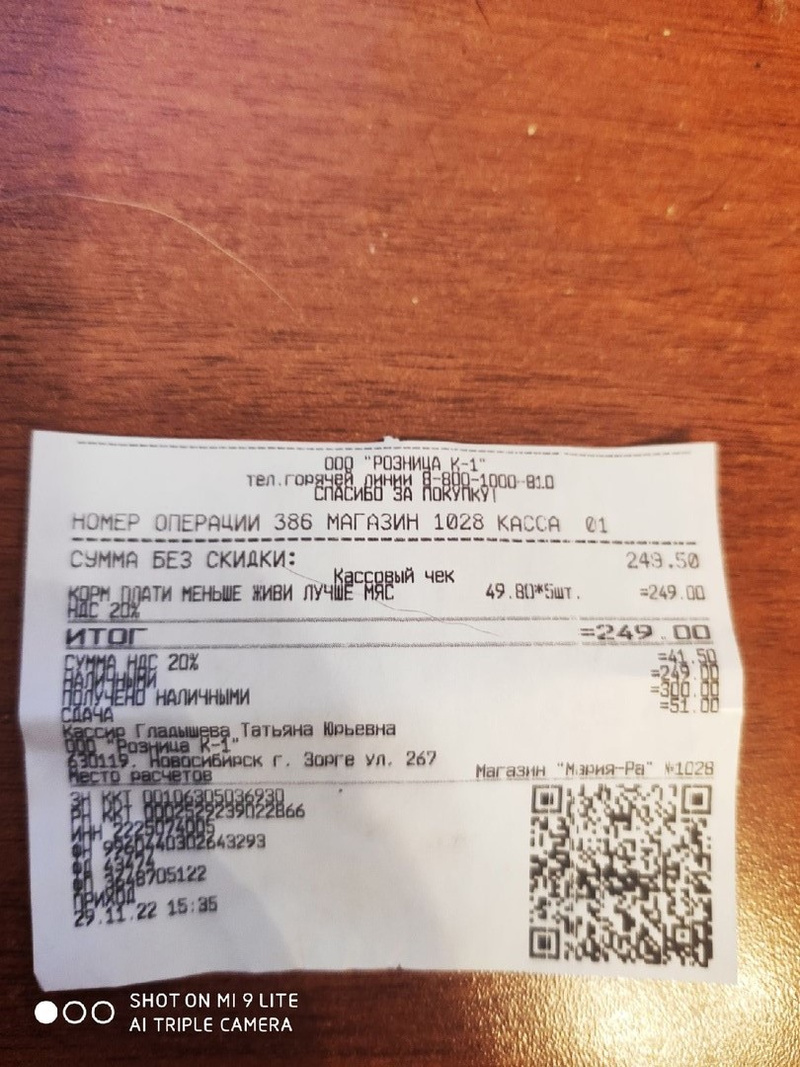 ООО "РОЗНИЦА К-1"
тел.горячей линии 8-800-1000-810
СПАСИБО ЗА ПОКУПКУ!
НОМЕР ОПЕРАЦИИ 386 МАГАЗИН 1028 КАССА 01
СУММА БЕЗ СКИДКИ: 249.50
Кассовый чек
КОРМ ПЛАТИ МЕНЬШЕ ЖИВИ ЛУЧШЕ МЯС 49.80*5шт. =249.00
НДС 20%
ИТОГ =249.00
СУММА НДС 20% =41.50
НАЛИЧНЫМИ =249.00
ПОЛУЧЕНО НАЛИЧНЫМИ =300.00
СДАЧА =51.00
Кассир Гладышева Татьяна Юрьевна
ООО "Розница К-1"
630119. Новосибирск г. Зорге ул. 267
Место расчетов Магазин "Мария-Ра" №1028
ЗН ККТ 00106305036930
РН ККТ 0002529239022866
ИНН 2225074005
9960440302643293
3248705122
ПРИХОД
29.11.22 15:35
SHOT ON MI 9 LITE
AI TRIPLE CAMERA